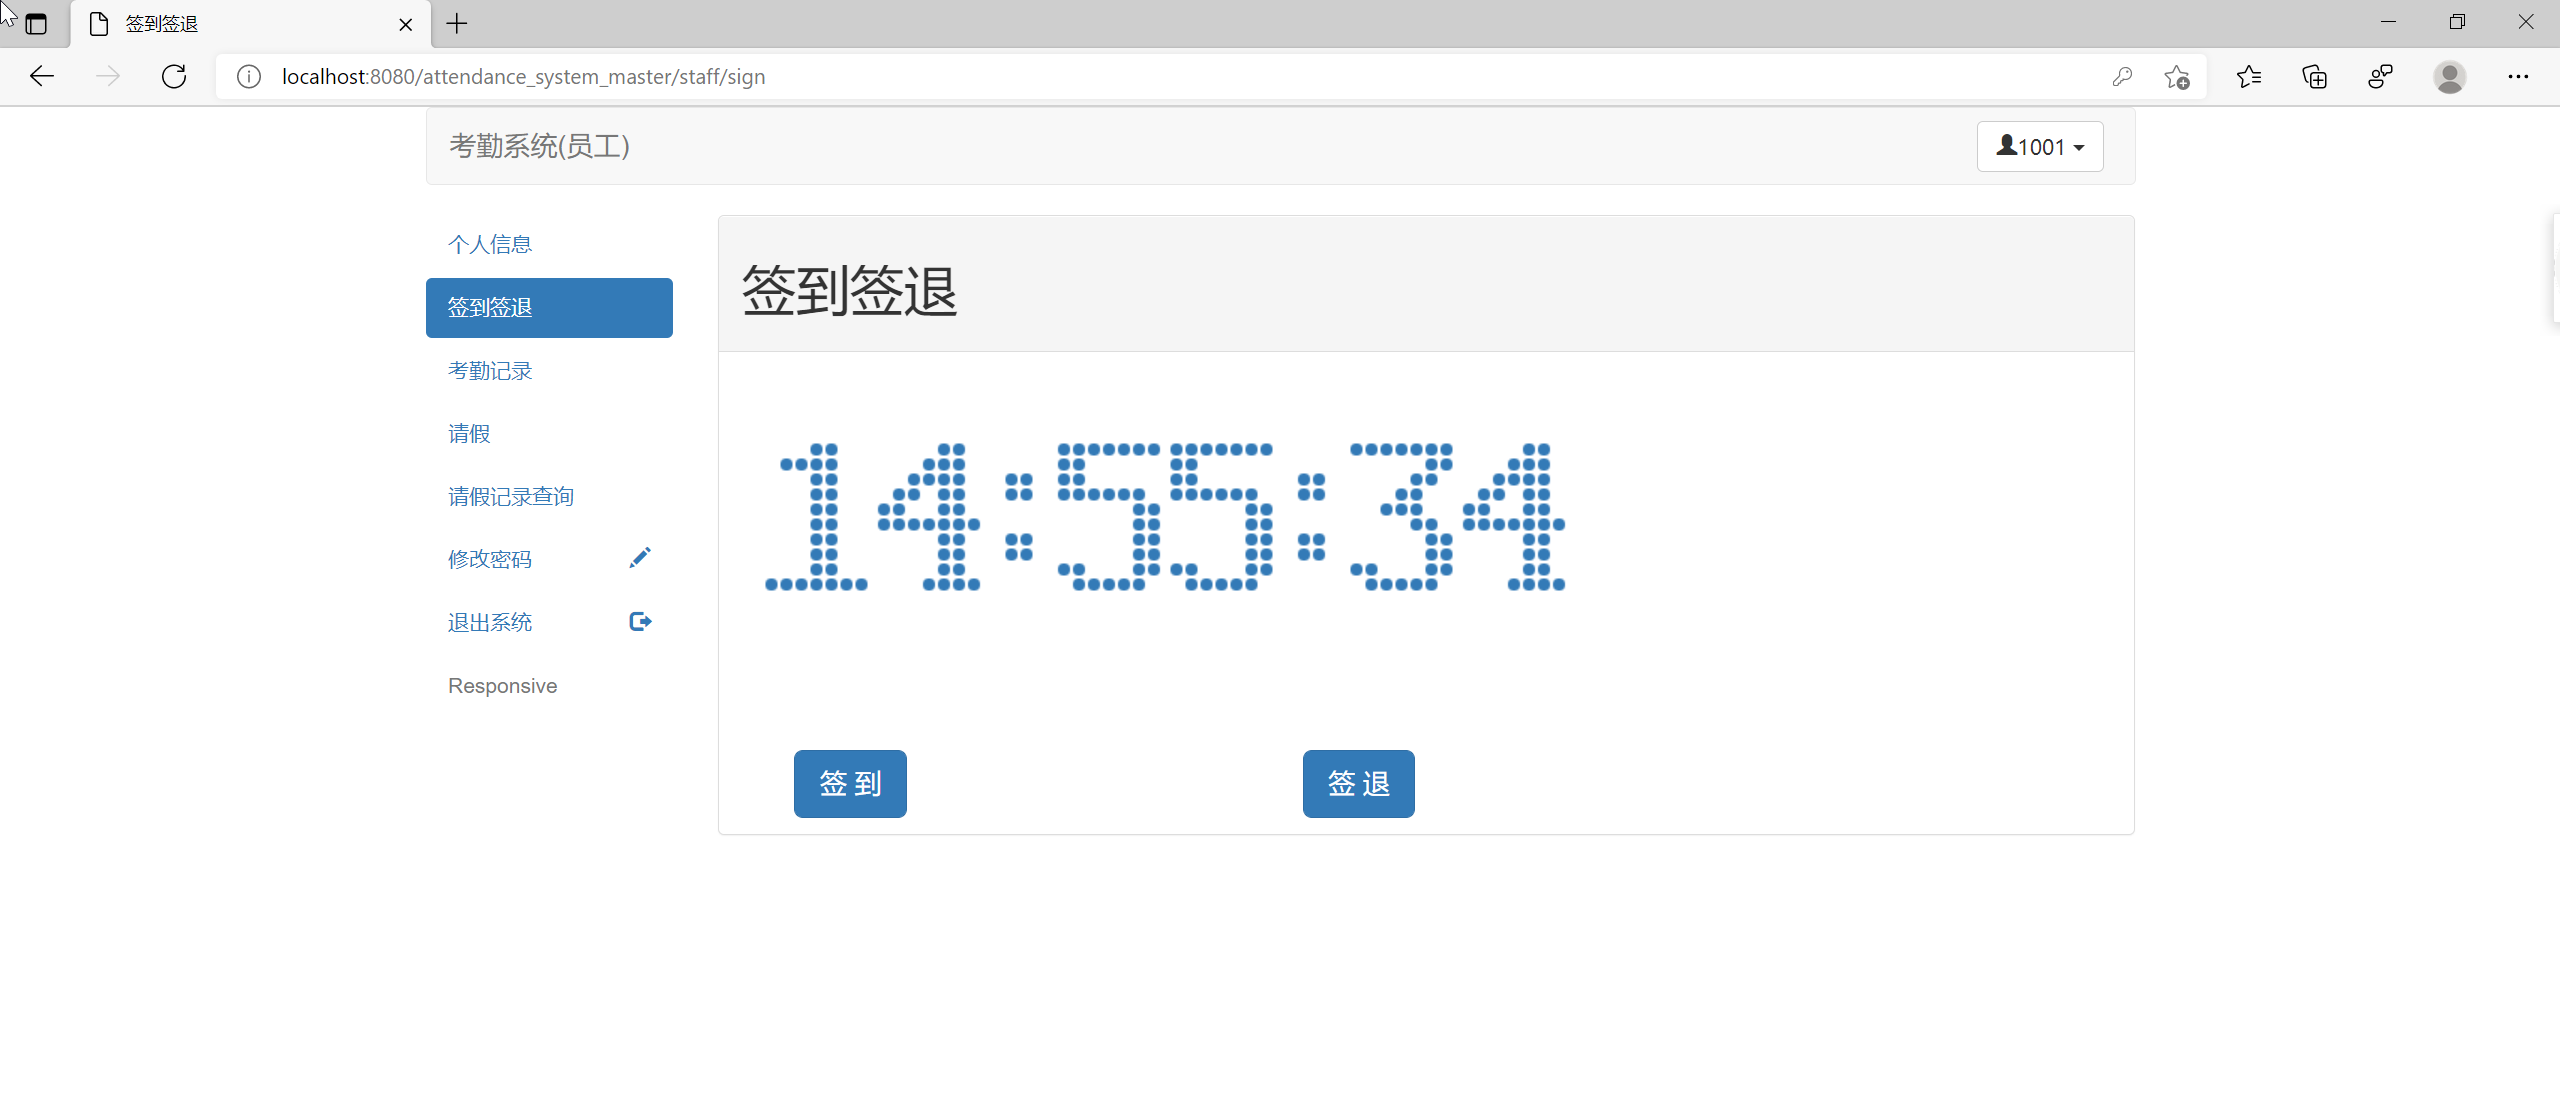 签到签退
localhost:8080/attendance_system_master/staff/sign
考勤系统(员工)
1001
个人信息
签到签退
考勤记录
请假
请假记录查询
修改密码
退出系统
Responsive
签到签退
14:55:34
签 到
签 退